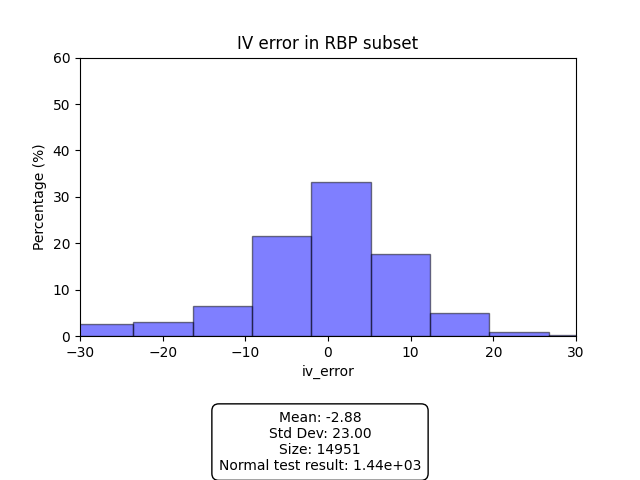 IV error in RBP subset
60
50
40
30
20
10
0
Percentage (%)
−30
−20
−10
0
10
20
30
iv_error
Mean: -2.88
Std Dev: 23.00
Size: 14951
Normal test result: 1.44e+03